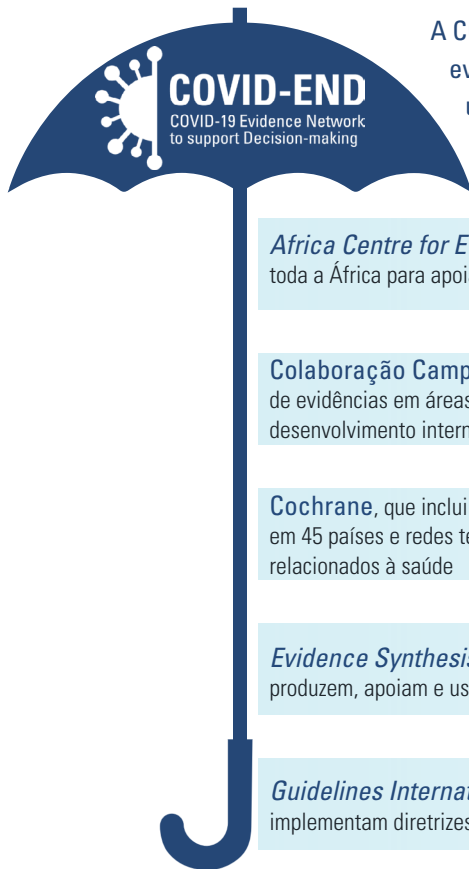 A C
ev
COVID-END
COVID-19 Evidence Network
to support Decision-making
Africa Centre for E
toda a África para apoia
Colaboração Camp
de evidências em áreas
desenvolvimento intern
Cochrane, que inclui
em 45 países e redes te
relacionados à saúde
Evidence Synthesis
produzem, apoiam e us
Guidelines Internat
implementam diretrizes